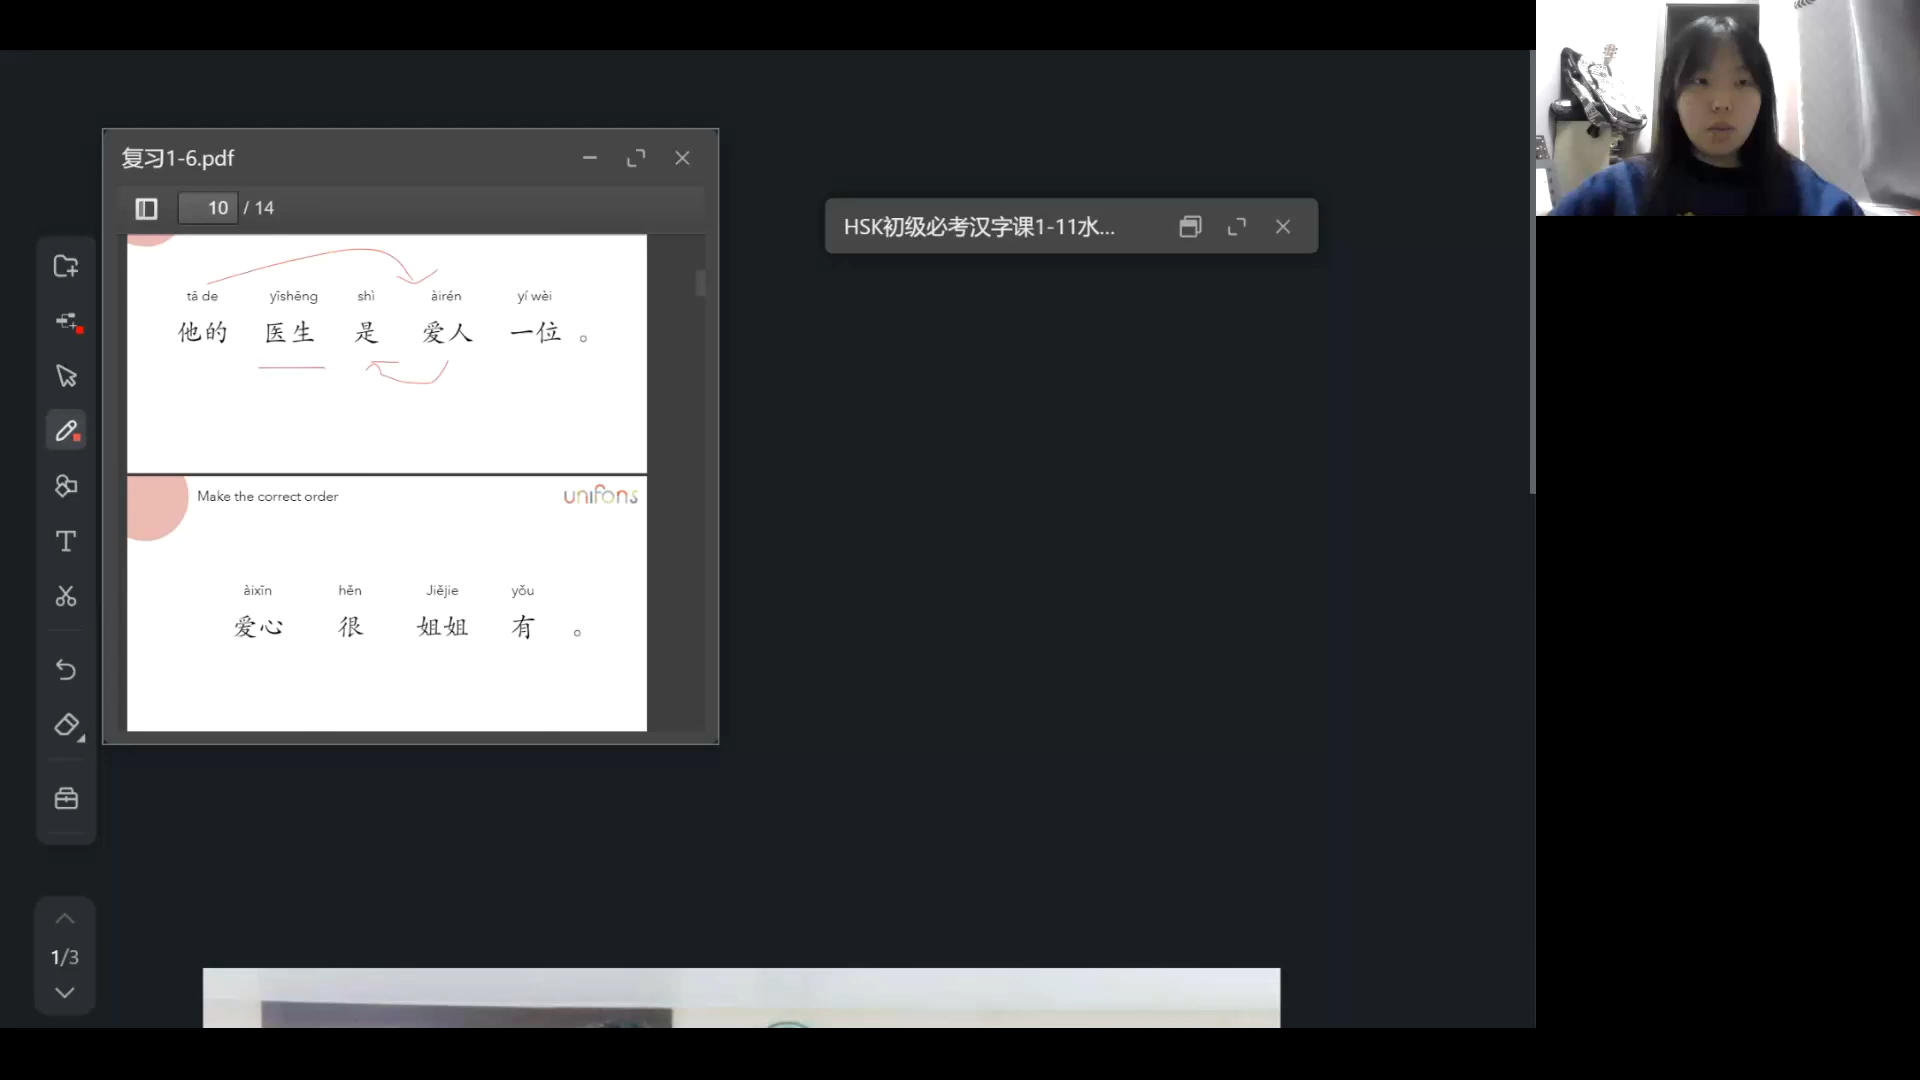 复习1-6.pdf
10 / 14
HSK初级必考汉字课1-11水...
tā de yīshēng shì àirén yí wèi
他的 医生 是 爱人 一位 。
Make the correct order
unifons
àixīn hěn Jiějie yǒu
爱心 很 姐姐 有 。
1/3